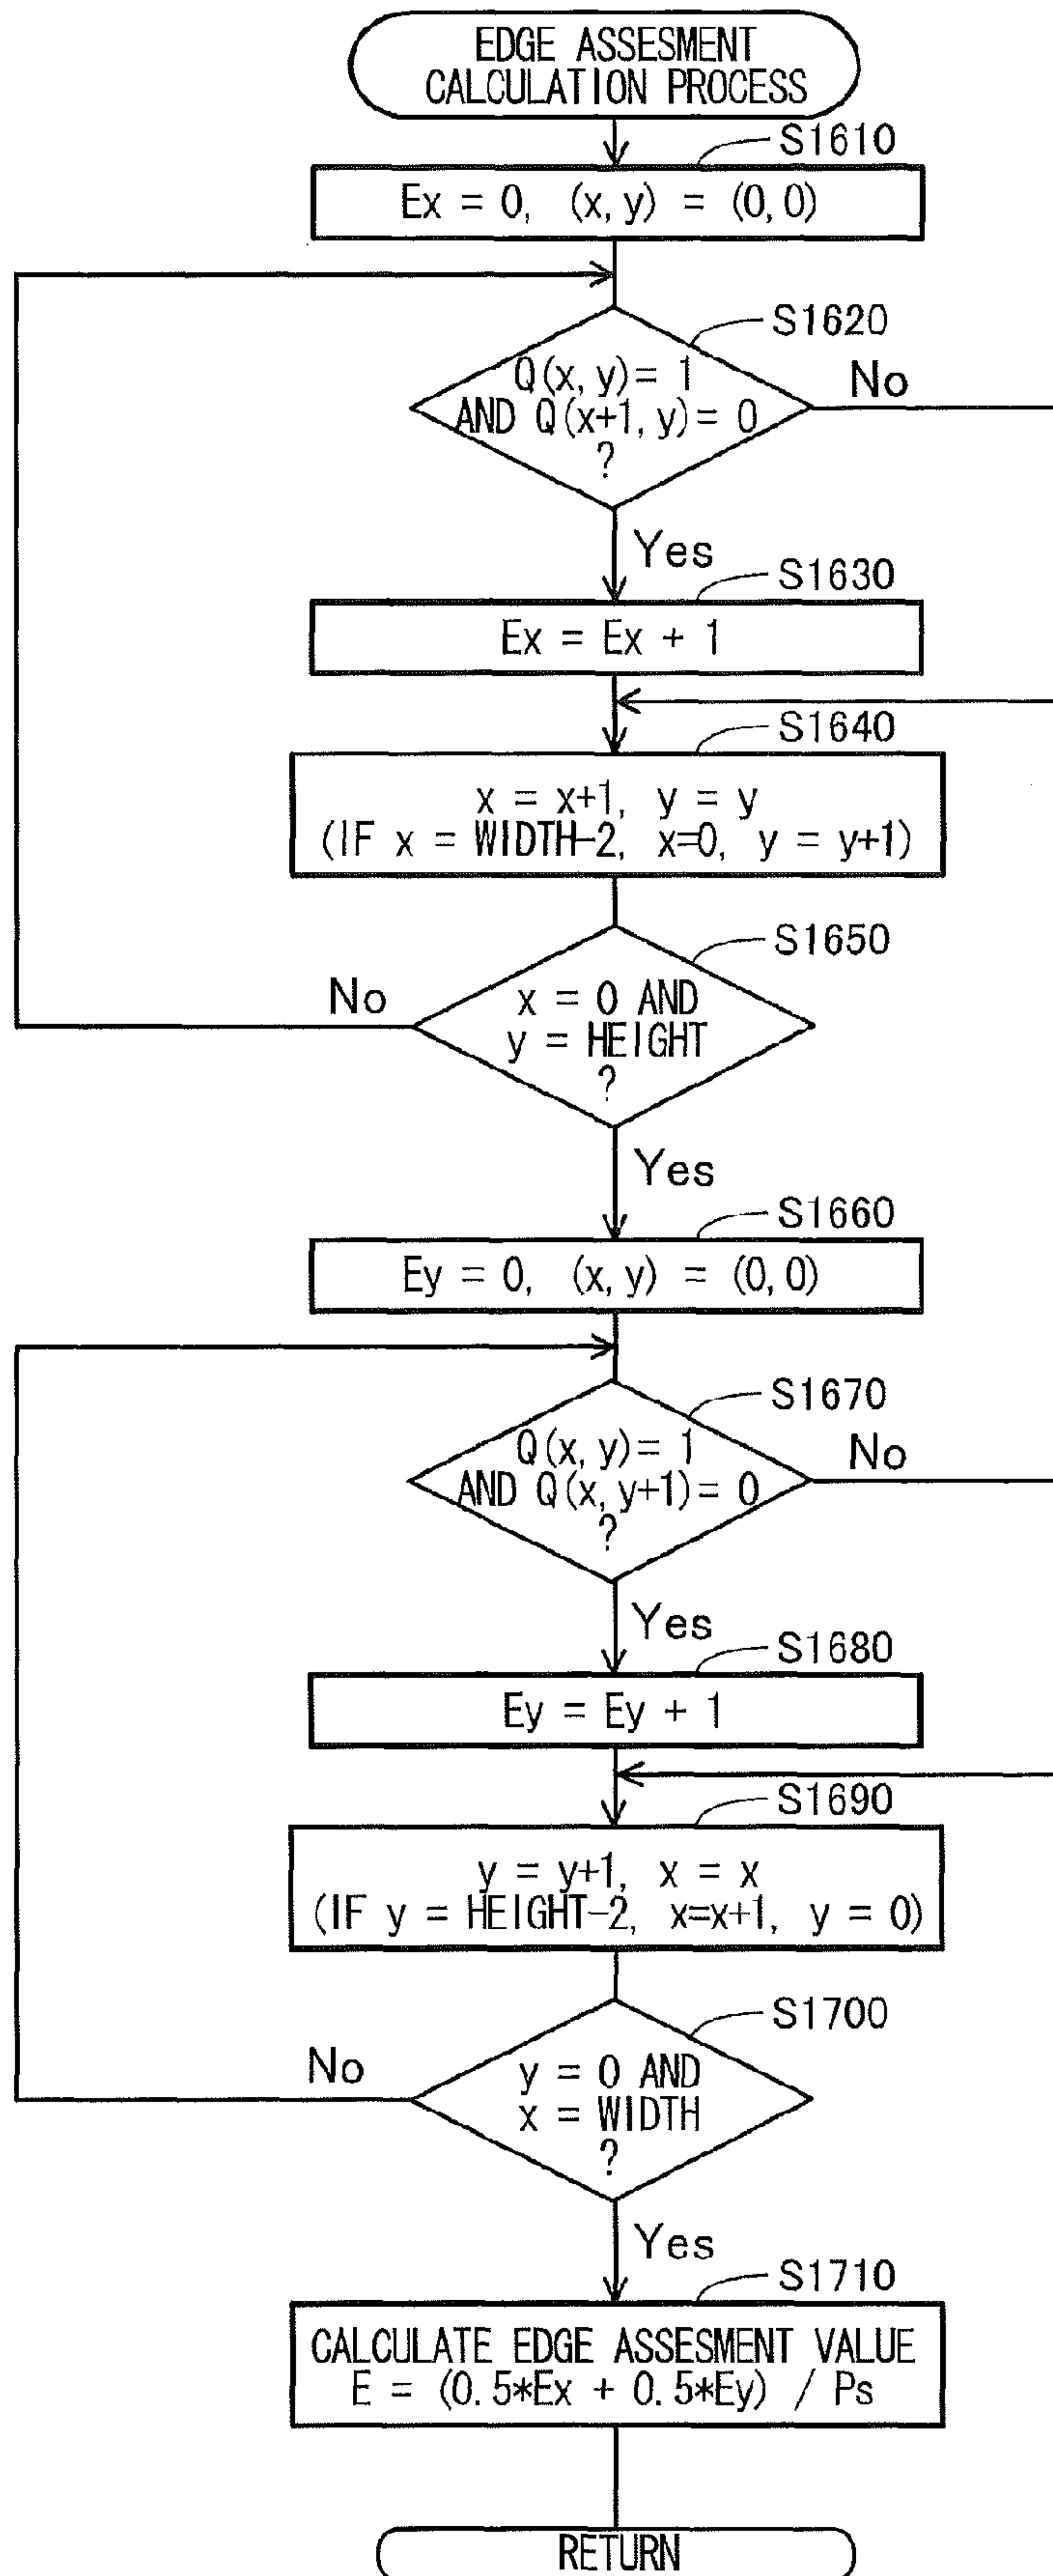 EDGE ASSESMENT
CALCULATION PROCESS
S1610
Ex = 0, (x, y) = (0, 0)
S1620
Q(x, y)= 1
AND Q(x+1, y)= 0
?
No
Yes
S1630
Ex = Ex + 1
S1640
x = x+1, y = y
(IF x = WIDTH-2, x=0, y = y+1)
S1650
x = 0 AND
y = HEIGHT
?
No
Yes
S1660
Ey = 0, (x, y) = (0, 0)
S1670
Q(x, y)= 1
AND Q(x, y+1)= 0
?
No
Yes
S1680
Ey = Ey + 1
S1690
y = y+1, x = x
(IF y = HEIGHT-2, x=x+1, y = 0)
S1700
y = 0 AND
x = WIDTH
?
No
Yes
S1710
CALCULATE EDGE ASSESMENT VALUE
E = (0.5*Ex + 0.5*Ey) / Ps
RETURN